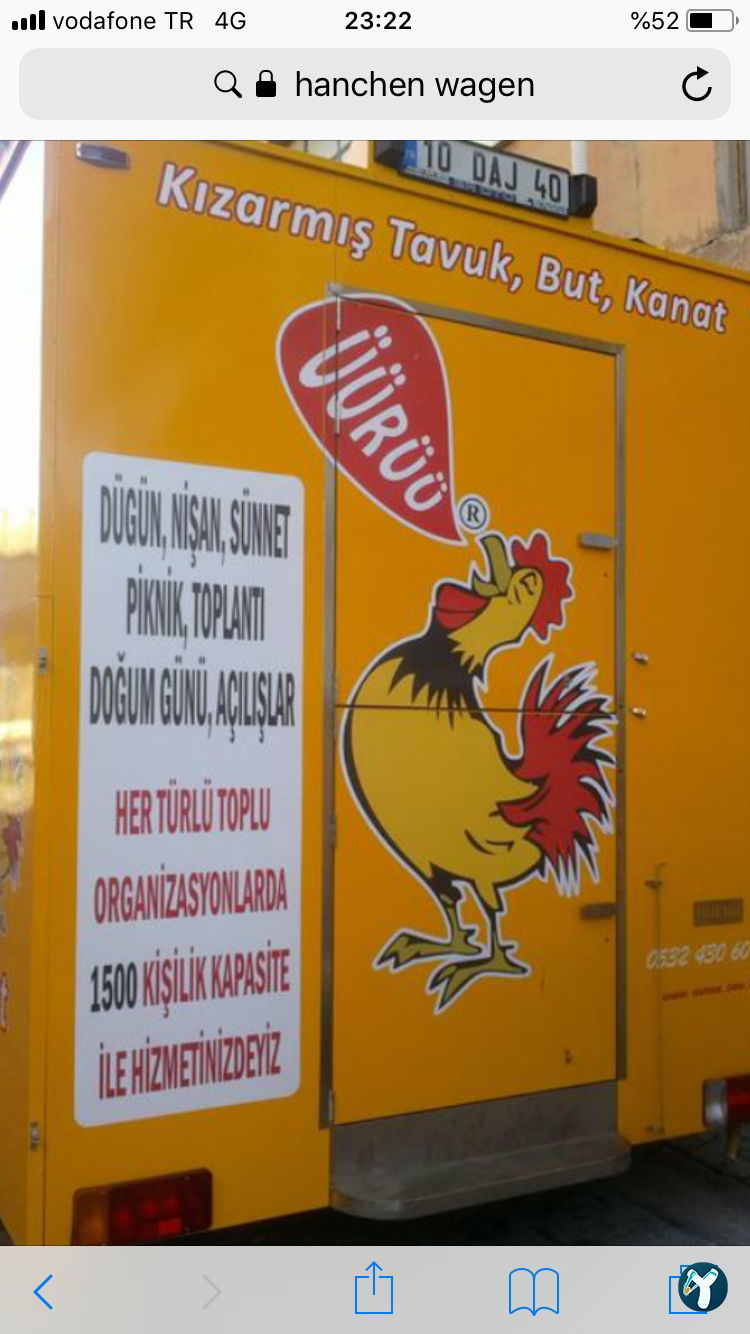 vodafone TR 4G 23:22 %52
hanchen wagen
10 DAJ 40
Kızarmış Tavuk, But, Kanat
ÜÜRÜÜ
®
DÜGÜN, NİŞAN, SÜNNET
PİKNİK, TOPLANTI
DOĞUM GÜNÜ, AÇILIŞLAR
HER TÜRLÜ TOPLU
ORGANİZASYONLARDA
1500 KİŞİLİK KAPASİTE
İLE HİZMETİNİZDEYİZ
0532 430 60